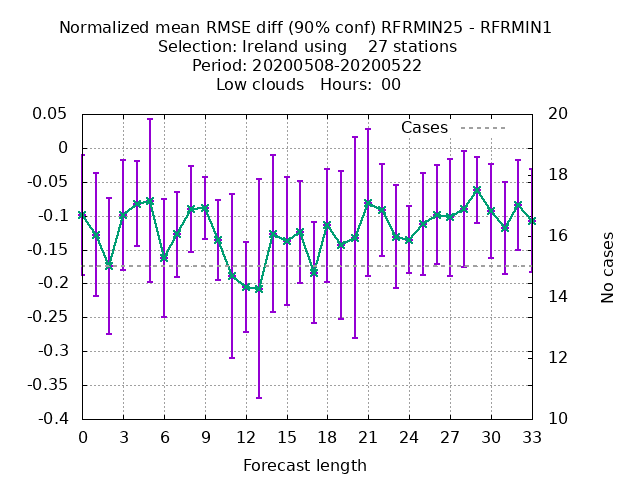 Normalized mean RMSE diff (90% conf) RFRMIN25 - RFRMIN1
Selection: Ireland using    27 stations
Period: 20200508-20200522
Low clouds   Hours:  00
Cases
0.05
0
-0.05
-0.1
-0.15
-0.2
-0.25
-0.3
-0.35
-0.4
20
18
16
14
12
10
No cases
0 3 6 9 12 15 18 21 24 27 30 33
Forecast length